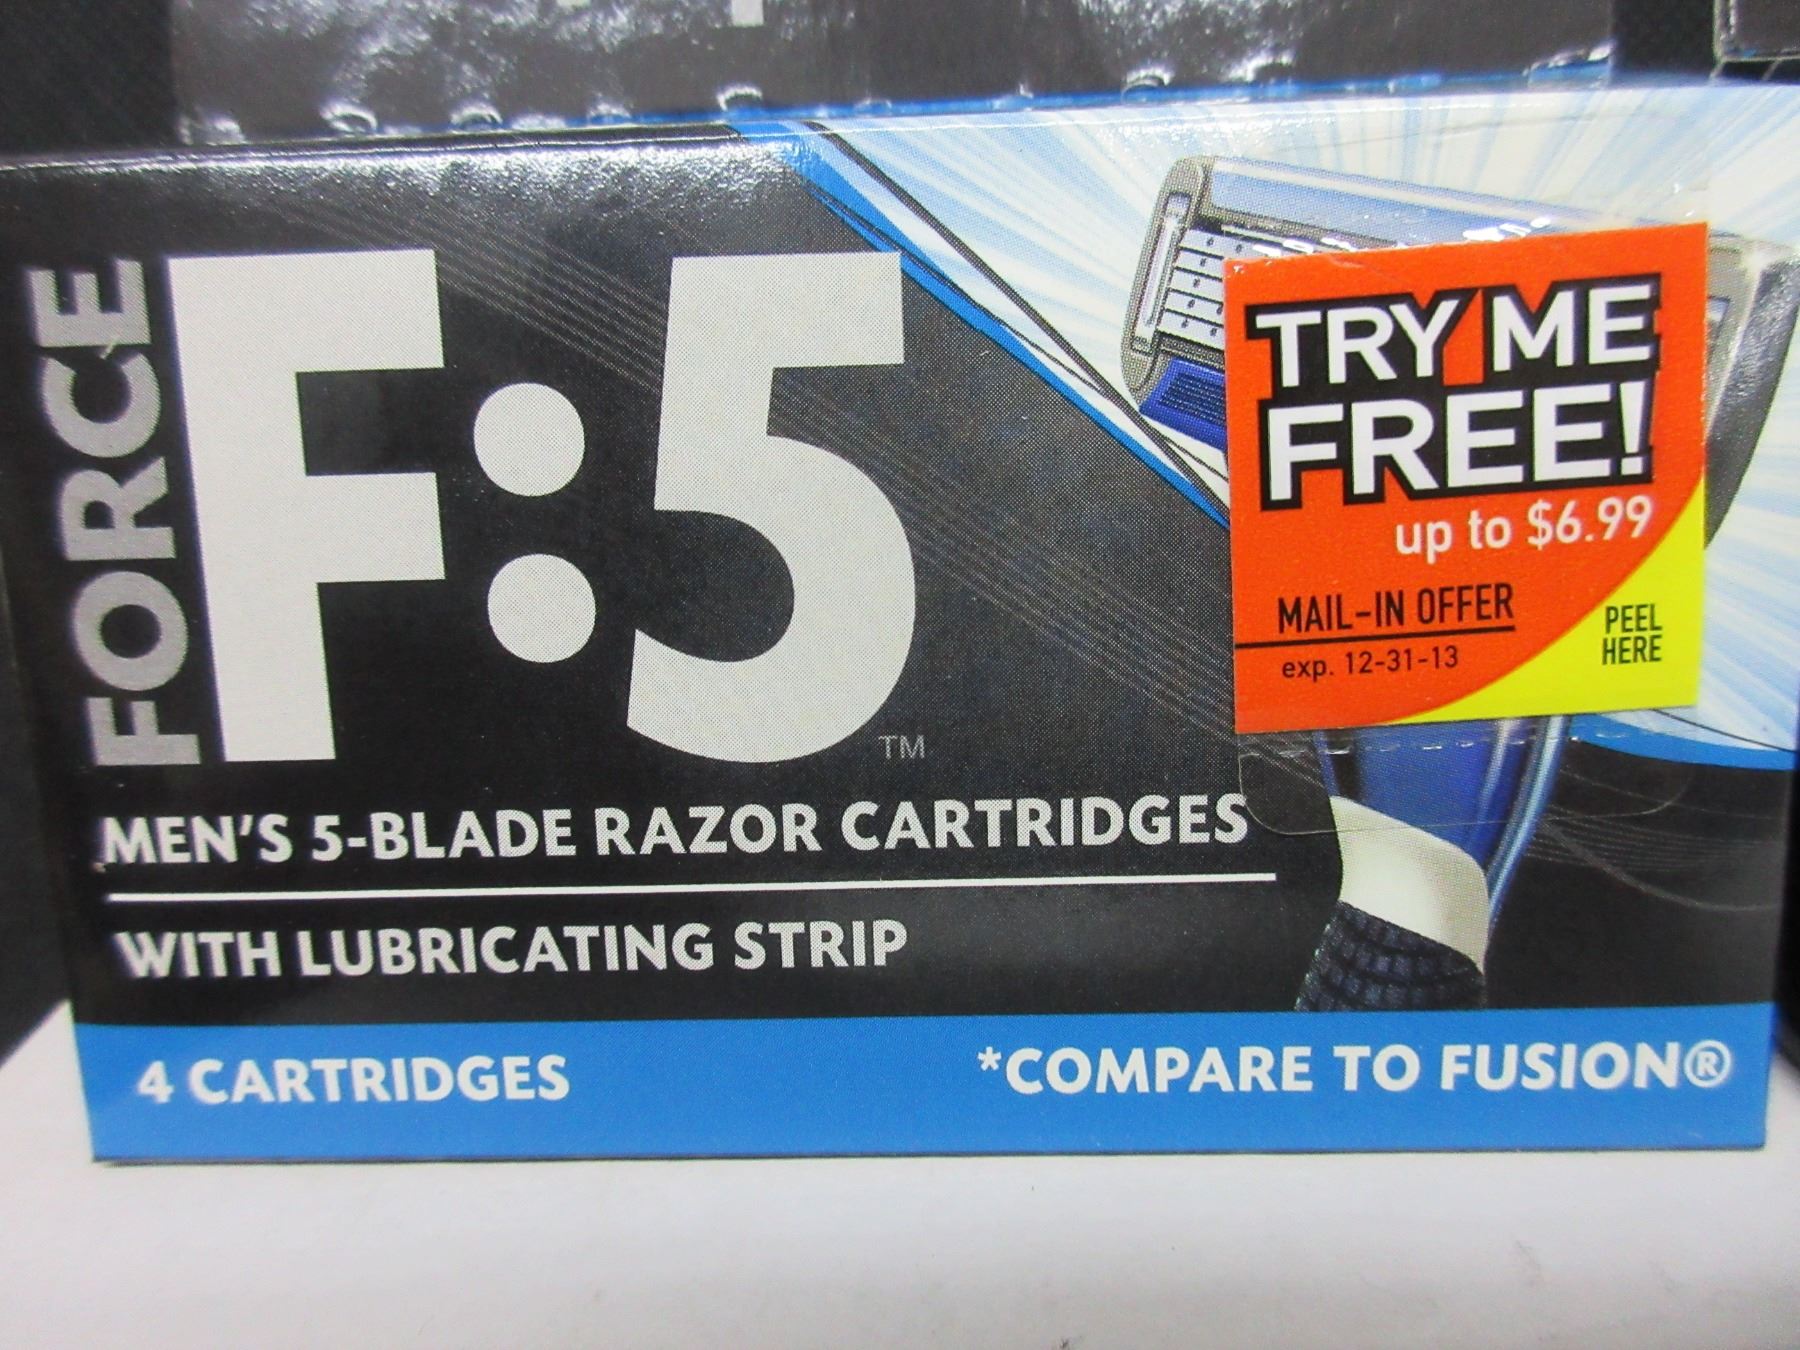 FORCE
F:5
TM
MEN'S 5-BLADE RAZOR CARTRIDGES
WITH LUBRICATING STRIP
4 CARTRIDGES
*COMPARE TO FUSION®
TRY ME
FREE!
up to $6.99
MAIL-IN OFFER
exp. 12-31-13
PEEL
HERE